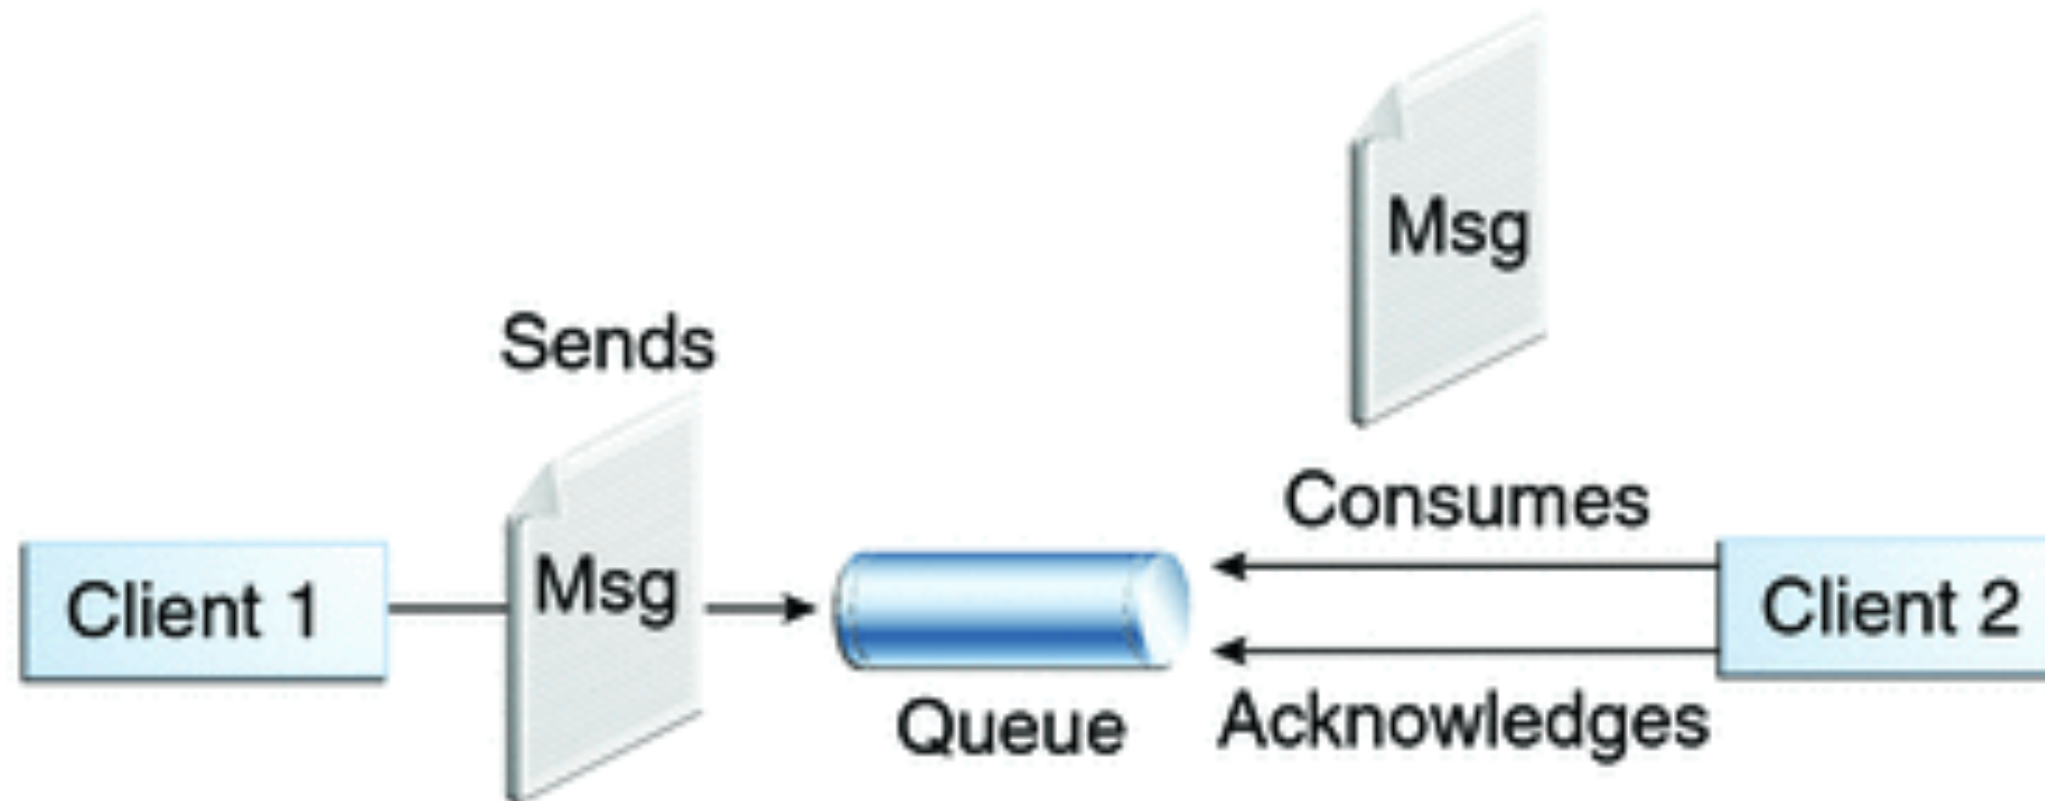 Msg
Sends
Consumes
Client 1
Msg
Client 2
Queue
Acknowledges